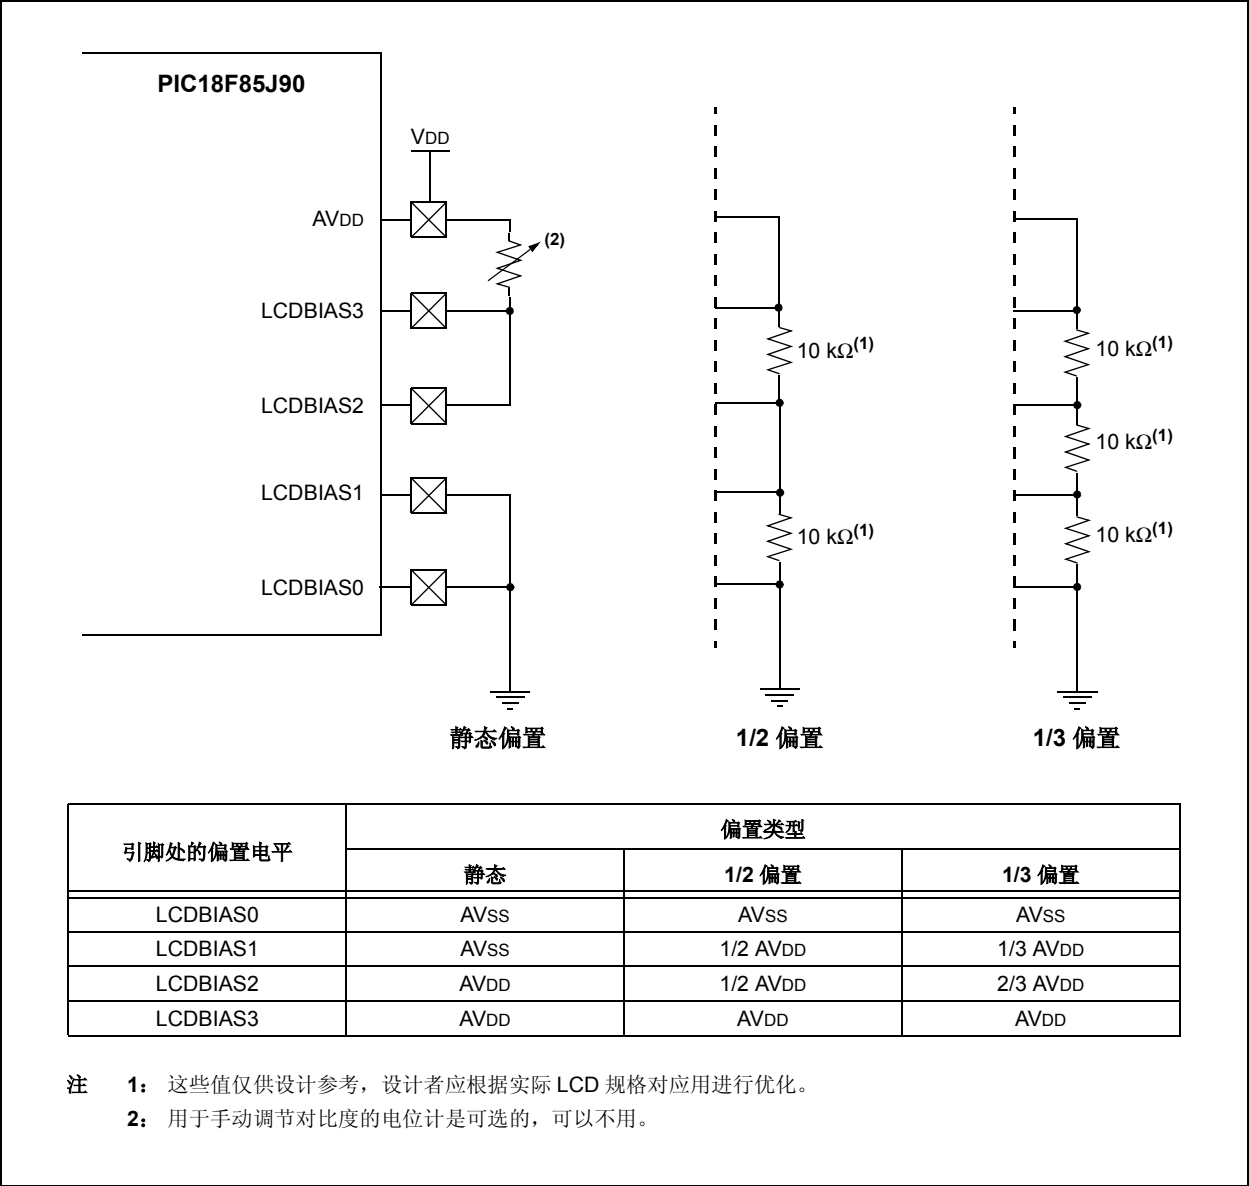 PIC18F85J90
VDD
AVDD
(2)
LCDBIAS3
10 kΩ(1)
10 kΩ(1)
LCDBIAS2
10 kΩ(1)
LCDBIAS1
10 kΩ(1)
10 kΩ(1)
LCDBIAS0
静态偏置
1/2 偏置
1/3 偏置
引脚处的偏置电平
偏置类型
静态
1/2 偏置
1/3 偏置
LCDBIAS0 AVSS AVSS AVSS
LCDBIAS1 AVSS 1/2 AVDD 1/3 AVDD
LCDBIAS2 AVDD 1/2 AVDD 2/3 AVDD
LCDBIAS3 AVDD AVDD AVDD
注 1： 这些值仅供设计参考，设计者应根据实际 LCD 规格对应用进行优化。
2： 用于手动调节对比度的电位计是可选的，可以不用。